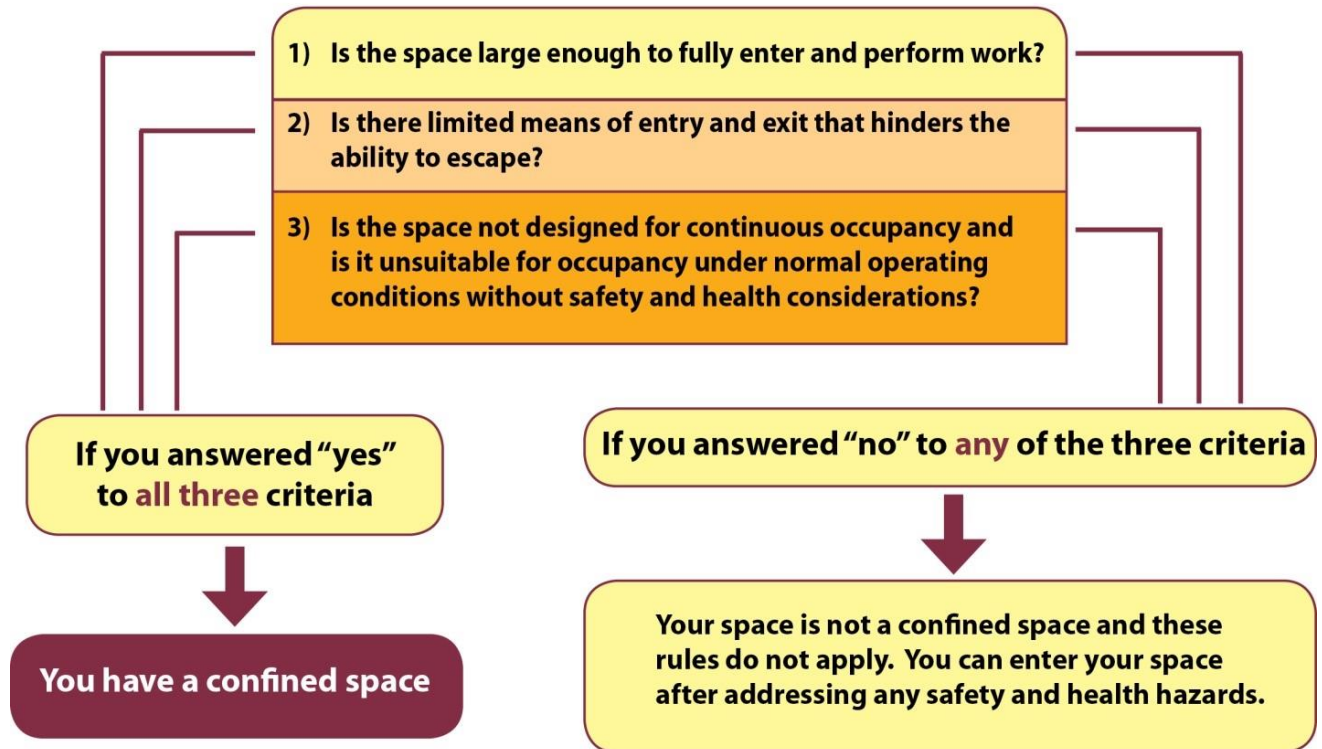 1) Is the space large enough to fully enter and perform work?
2) Is there limited means of entry and exit that hinders the
ability to escape?
3) Is the space not designed for continuous occupancy and
is it unsuitable for occupancy under normal operating
conditions without safety and health considerations?
If you answered “yes”
to all three criteria
You have a confined space
If you answered “no” to any of the three criteria
Your space is not a confined space and these
rules do not apply.  You can enter your space
after addressing any safety and health hazards.